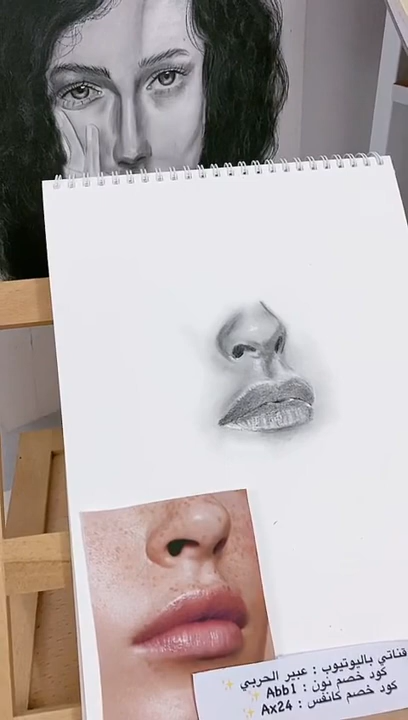 قناتي باليوتيوب : عبير الحربي
كود خصم نون : Abb1 ✨
كود خصم كانفس : Ax24 ✨